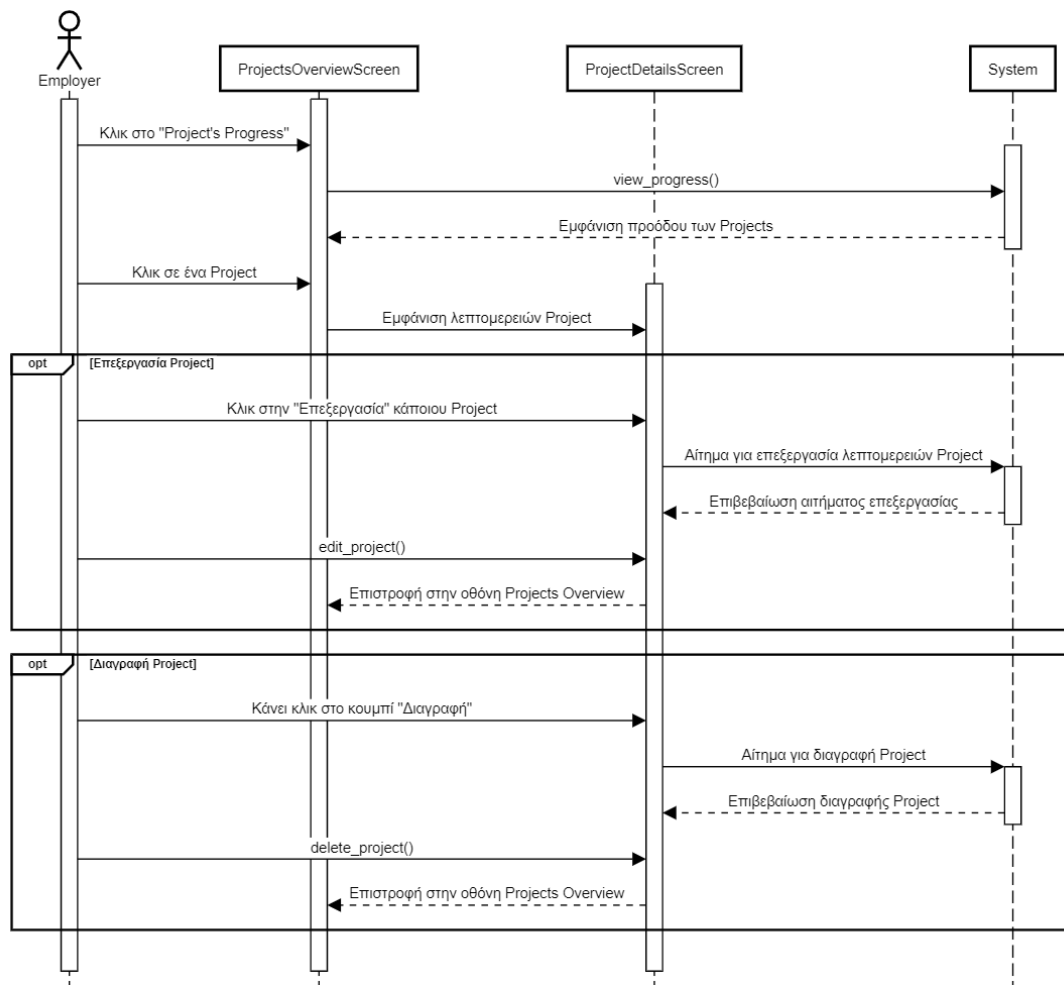 Employer
ProjectsOverviewScreen
ProjectDetailsScreen
System
Κλικ στο "Project's Progress"
view_progress()
Εμφάνιση προόδου των Projects
Κλικ σε ένα Project
Εμφάνιση λεπτομερειών Project
opt
[Επεξεργασία Project]
Κλικ στην "Επεξεργασία" κάποιου Project
Αίτημα για επεξεργασία λεπτομερειών Project
Επιβεβαίωση αιτήματος επεξεργασίας
edit_project()
Επιστροφή στην οθόνη Projects Overview
opt
[Διαγραφή Project]
Κάνει κλικ στο κουμπί "Διαγραφή"
Αίτημα για διαγραφή Project
Επιβεβαίωση διαγραφής Project
delete_project()
Επιστροφή στην οθόνη Projects Overview